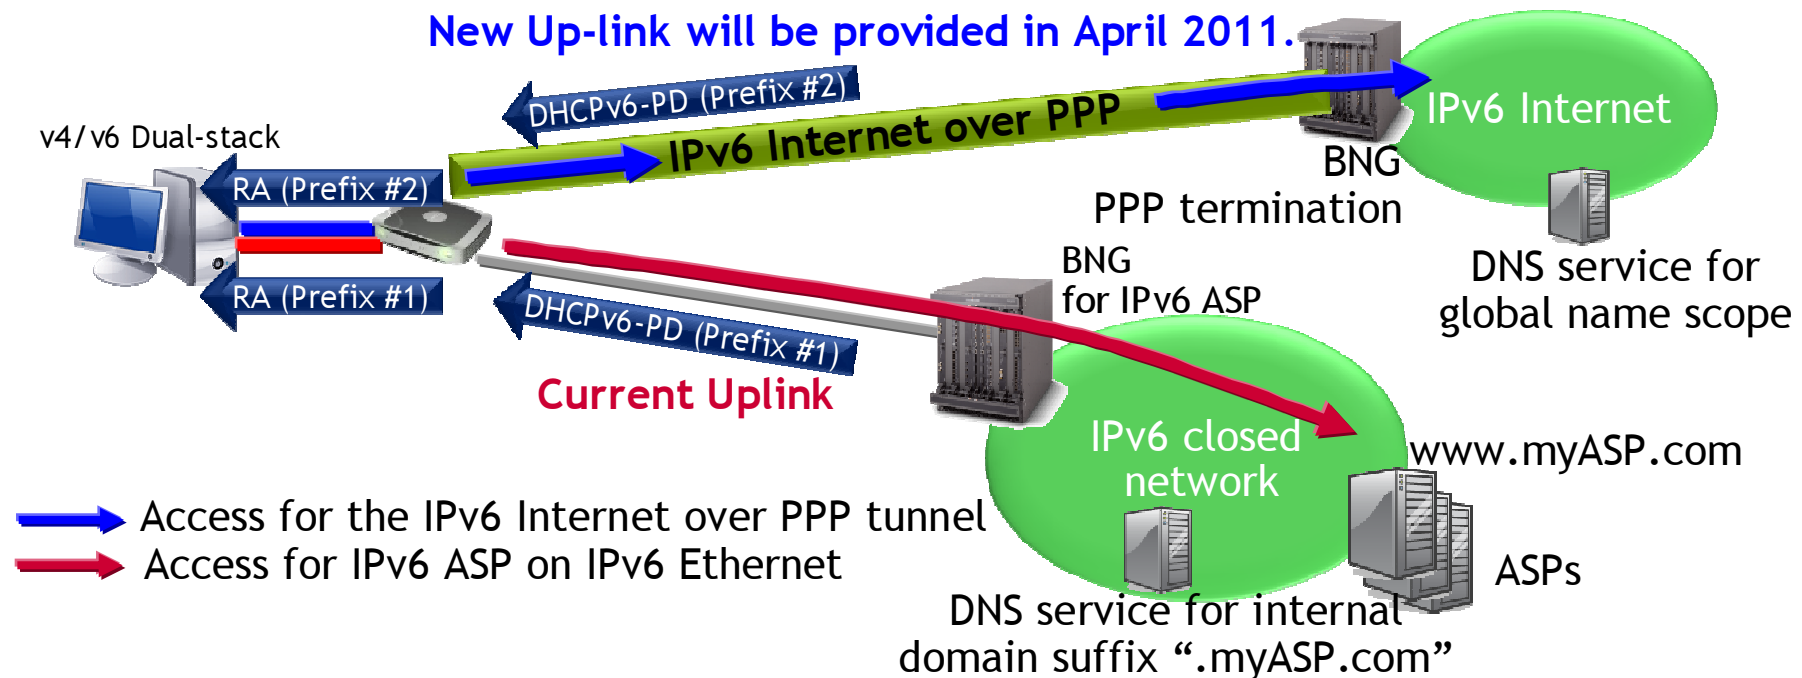 New Up-link will be provided in April 2011.
DHCPv6-PD (Prefix #2)
IPv6 Internet over PPP
IPv6 Internet
v4/v6 Dual-stack
RA (Prefix #2)
BNG
PPP termination
DNS service for
global name scope
RA (Prefix #1)
BNG
for IPv6 ASP
DHCPv6-PD (Prefix #1)
Current Uplink
IPv6 closed
network
www.myASP.com
Access for the IPv6 Internet over PPP tunnel
Access for IPv6 ASP on IPv6 Ethernet
ASPs
DNS service for internal
domain suffix “.myASP.com”